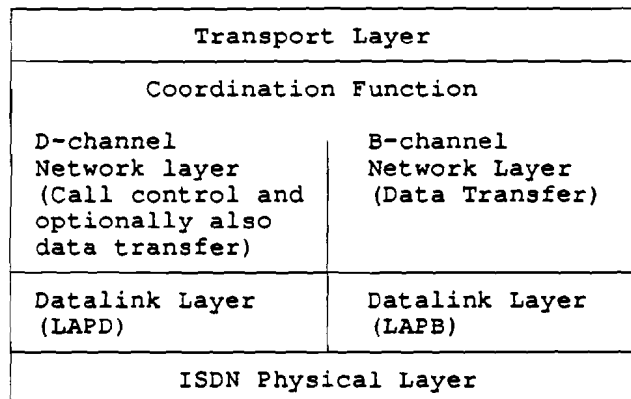 Transport Layer
Coordination Function
D-channel
Network layer
(Call control and
optionally also
data transfer)
B-channel
Network Layer
(Data Transfer)
Datalink Layer
(LAPD)
Datalink Layer
(LAPB)
ISDN Physical Layer